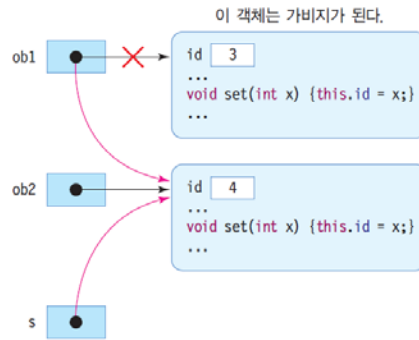 이 객체는 가비지가 된다.
ob1
id 3
...
void set(int x) {this.id = x;}
...
ob2
id 4
...
void set(int x) {this.id = x;}
...
s